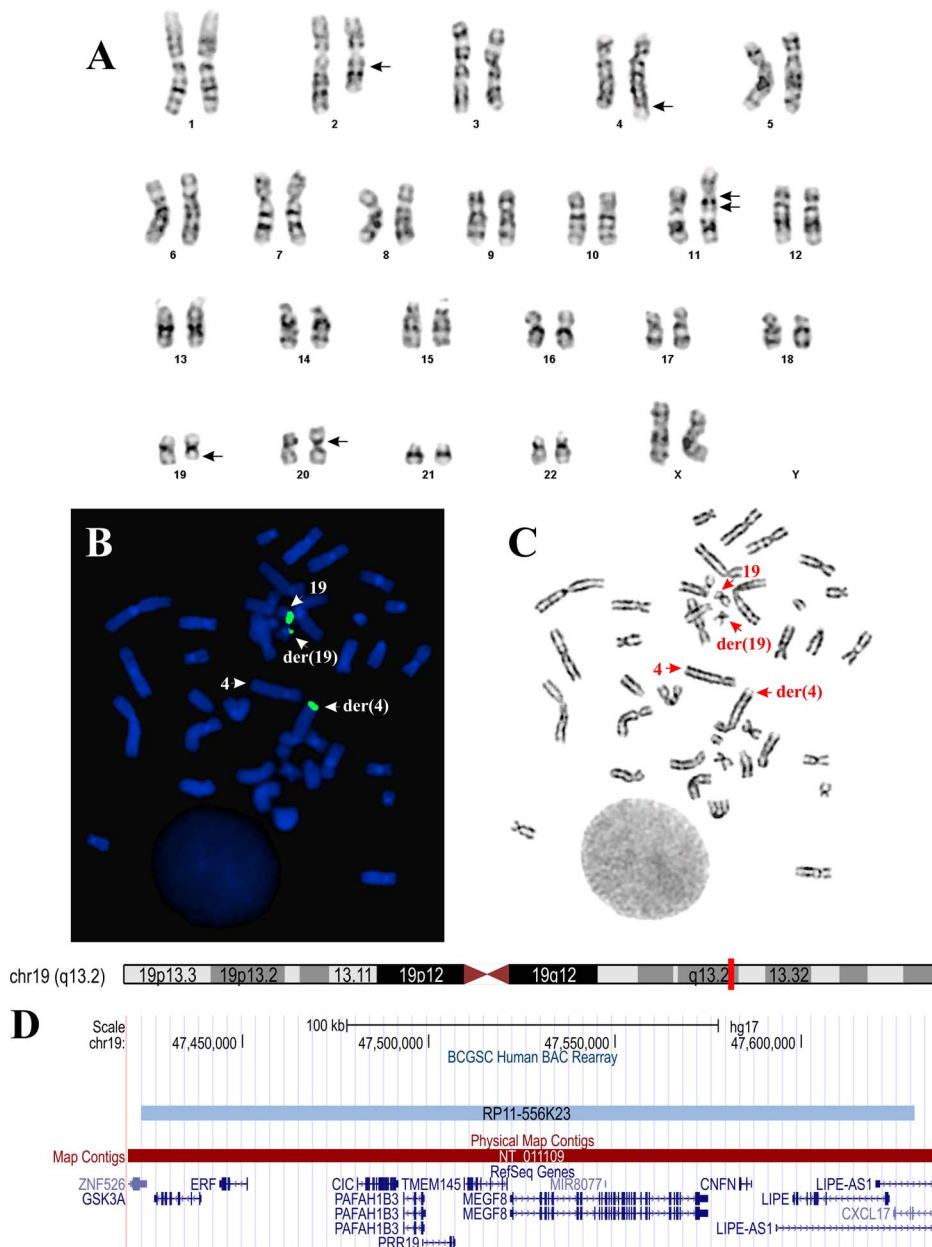 A
1 2 3 4 5
6 7 8 9 10 11 12
13 14 15 16 17 18
19 20 21 22 X Y
B
19
der(19)
4
der(4)
C
19
der(19)
4
der(4)
chr19 (q13.2) 19p13.3 19p13.2 13.11 19p12 19q12 q13.2 13.32
D
Scale 100 kb hg17
chr19: 47,450,000 47,500,000 47,550,000 47,600,000
BCGSC Human BAC Rearray
RP11-556K23
Physical Map Contigs
Map Contigs NT_011109
RefSeq Genes
ZNF526 ERF CIC TMEM145 MIR8077 CNFN LIPE-AS1
GSK3A PAFAH1B3 MEGF8 LIPE
PAFAH1B3 MEGF8 CXCL17
PAFAH1B3 LIPE-AS1
PRR19